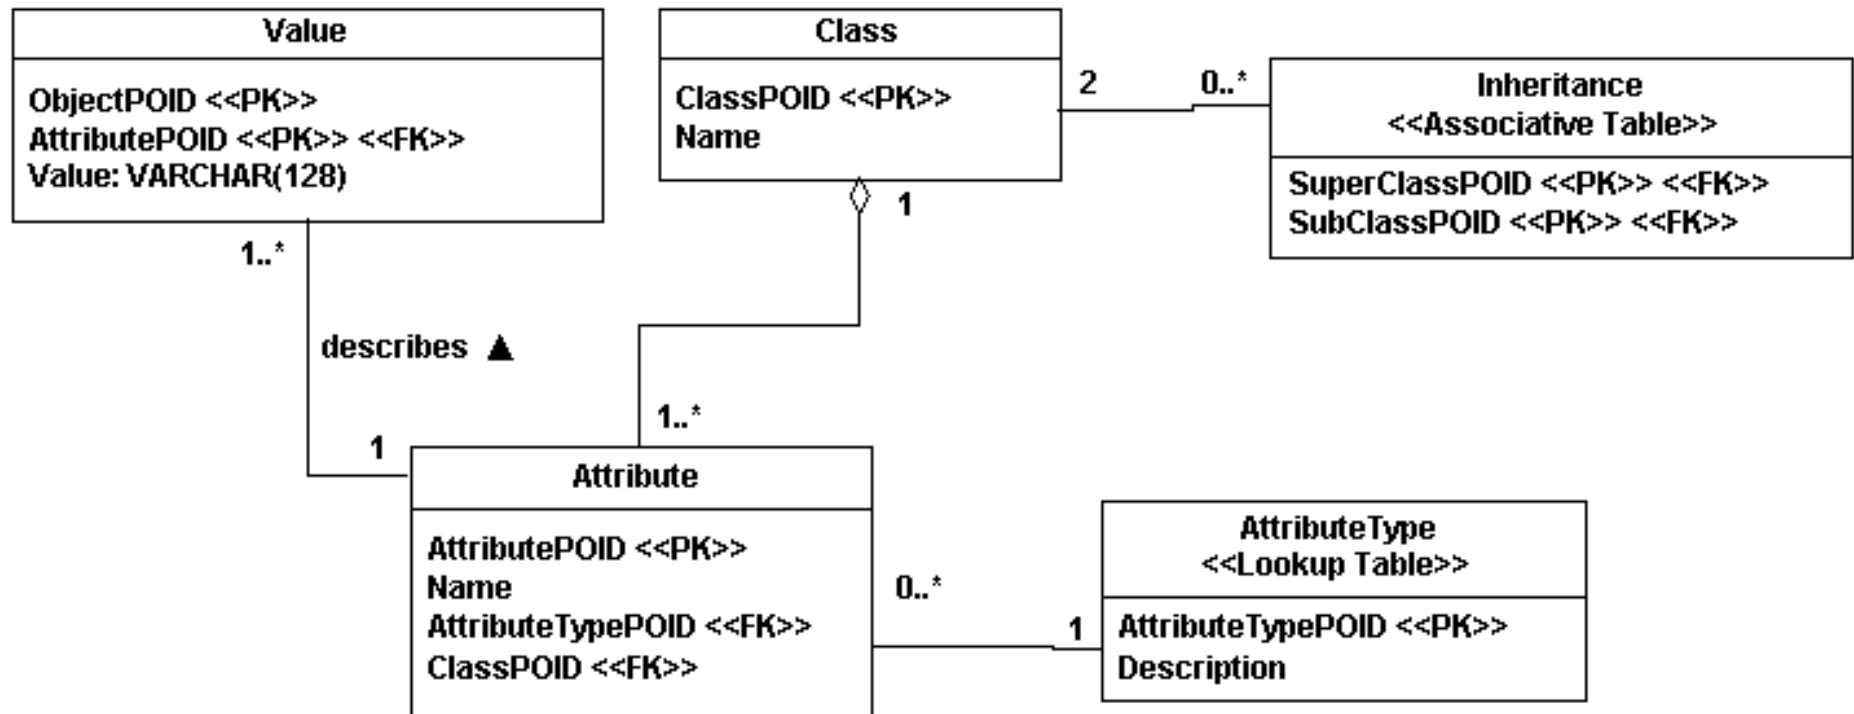 Value
ObjectPOID <<PK>>
AttributePOID <<PK>> <<FK>>
Value: VARCHAR(128)
Class
ClassPOID <<PK>>
Name
2
0..*
Inheritance
<<Associative Table>>
SuperClassPOID <<PK>> <<FK>>
SubClassPOID <<PK>> <<FK>>
1
1..*
describes ▲
1..*
1
Attribute
AttributePOID <<PK>>
Name
AttributeTypePOID <<FK>>
ClassPOID <<FK>>
0..*
1
AttributeType
<<Lookup Table>>
AttributeTypePOID <<PK>>
Description